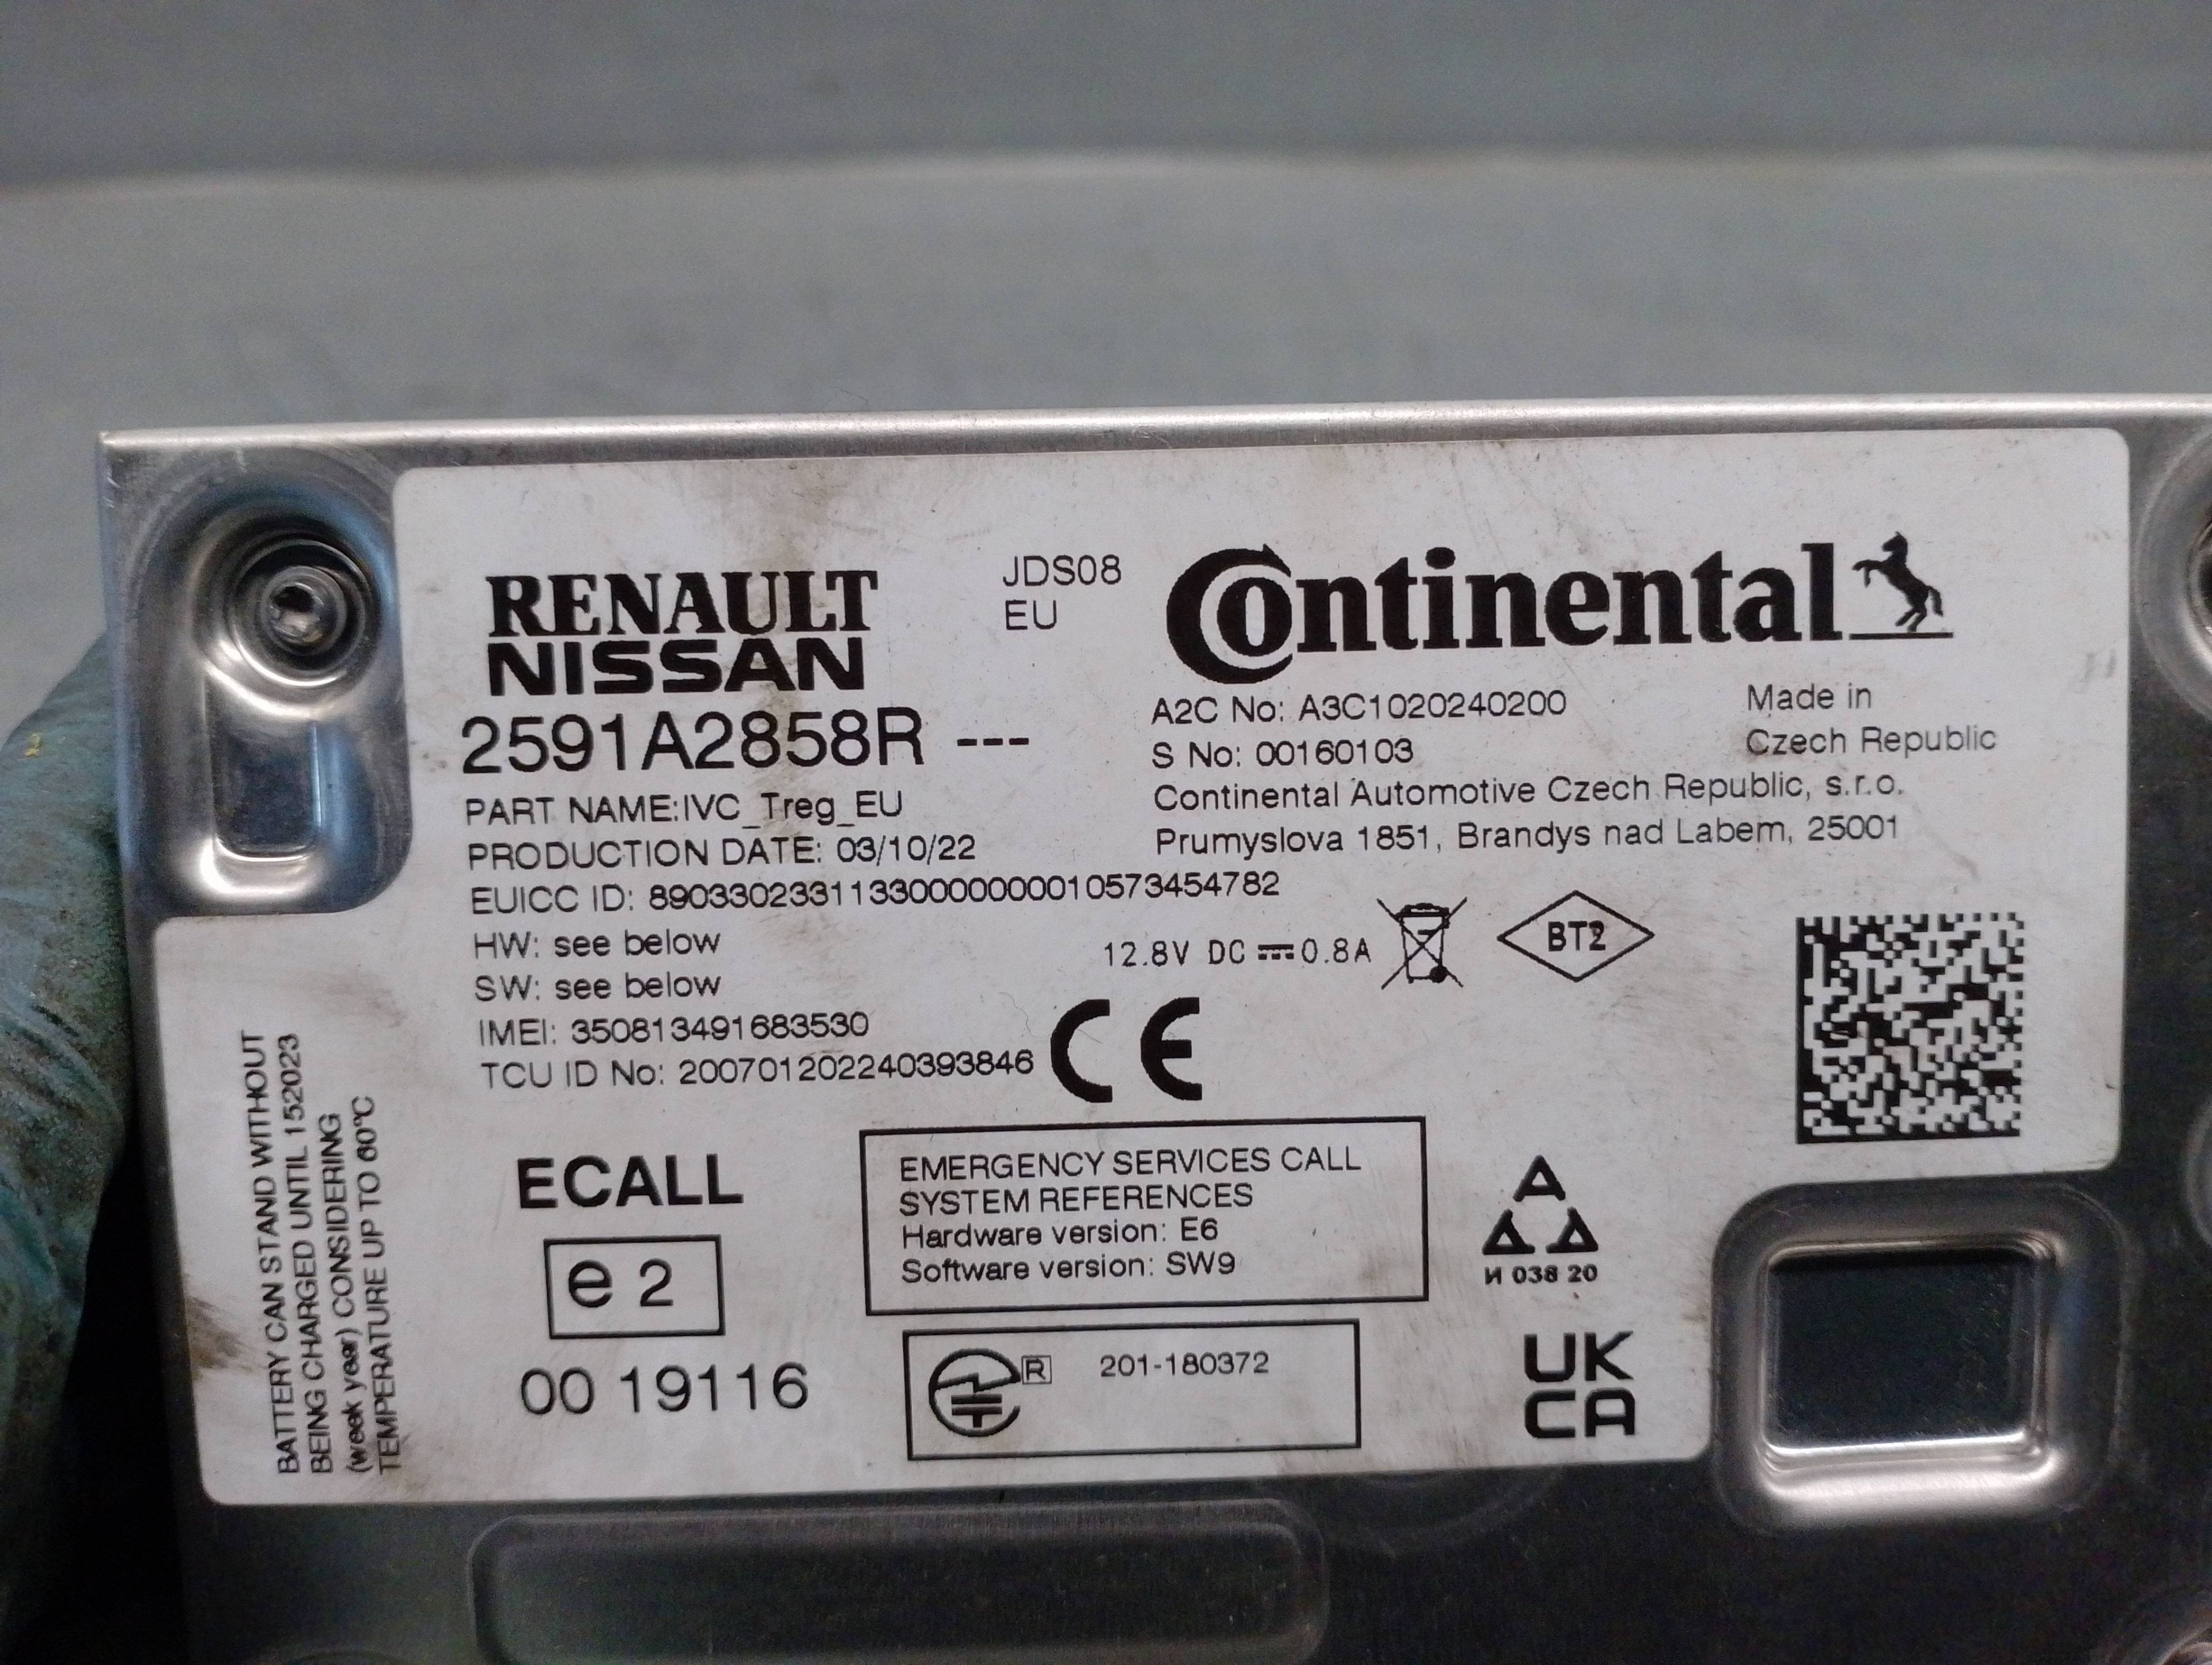 RENAULT
NISSAN
JDS08
EU
Continental
2591A2858R ---
A2C No: A3C1020240200
S No: 00160103
Made in
Czech Republic
Continental Automotive Czech Republic, s.r.o.
Prumyslova 1851, Brandys nad Labem, 25001
PART NAME:IVC_Treg_EU
PRODUCTION DATE: 03/10/22
EUICC ID: 89033023311330000000010573454782
HW: see below
SW: see below
12.8V DC 0.8A
BT2
IMEI: 350813491683530
TCU ID No: 200701202240393846
CE
BATTERY CAN STAND WITHOUT
BEING CHARGED UNTIL 152023
(week year) CONSIDERING
TEMPERATURE UP TO 60°C
ECALL
e2
00 19116
EMERGENCY SERVICES CALL
SYSTEM REFERENCES
Hardware version: E6
Software version: SW9
R
201-180372
И 038 20
UK
CA